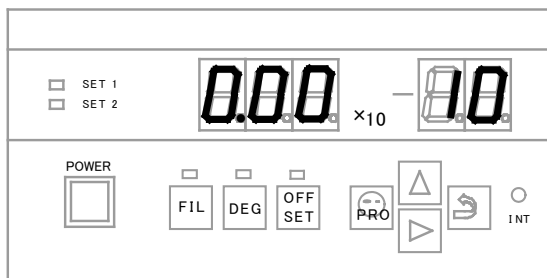 SET 1
SET 2
0.00 ×10 -10
POWER
FIL
DEG
OFF
SET
PRO
INT